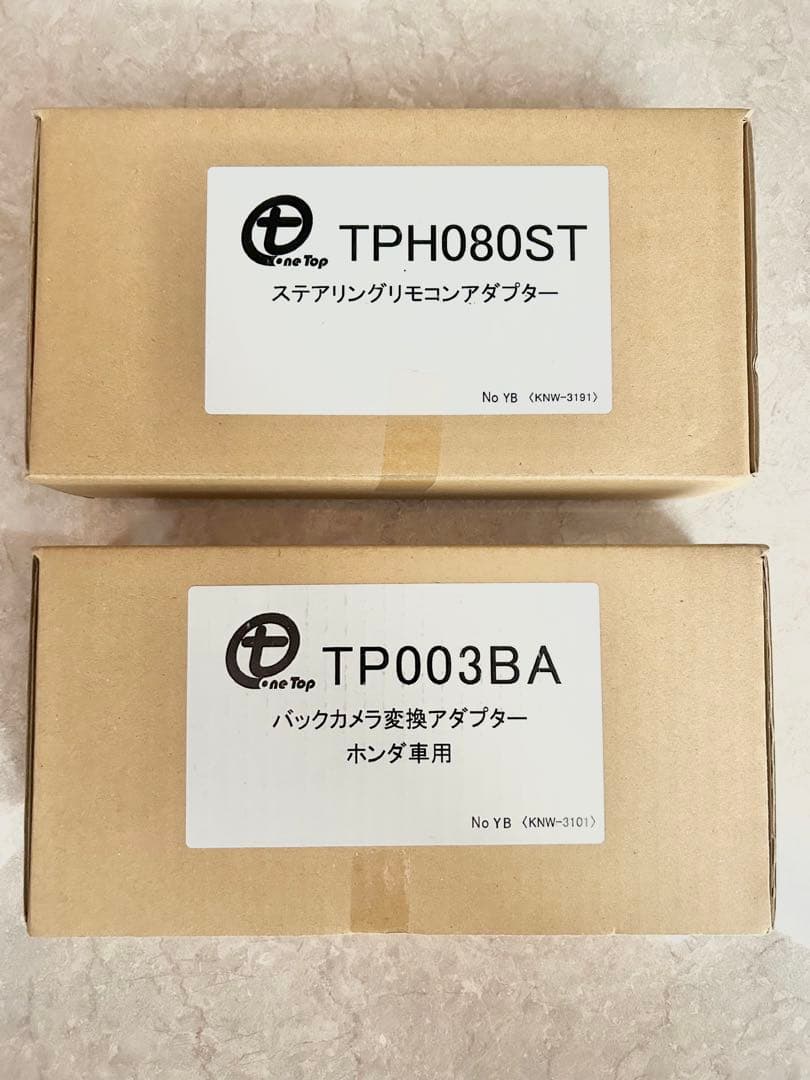 One Top TPH080ST
ステアリングリモコンアダプター
No YB 〈KNW-3191〉
One Top TP003BA
バックカメラ変換アダプター
ホンダ車用
No YB 〈KNW-3101〉